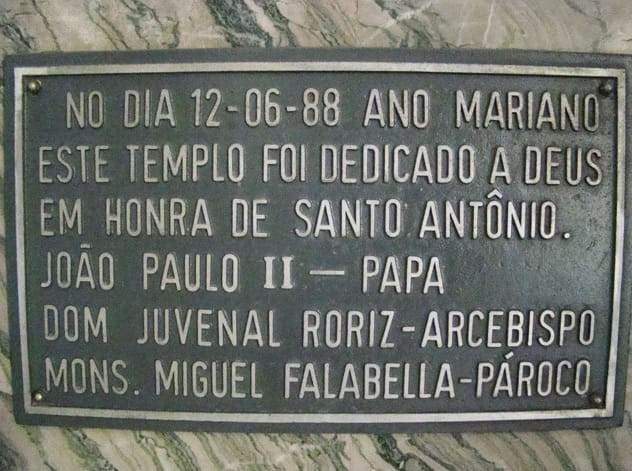 NO DIA 12-06-88 ANO MARIANO
ESTE TEMPLO FOI DEDICADO A DEUS
EM HONRA DE SANTO ANTÔNIO.
JOÃO PAULO II — PAPA
DOM JUVENAL RORIZ-ARCEBISPO
MONS. MIGUEL FALABELLA-PÁROCO